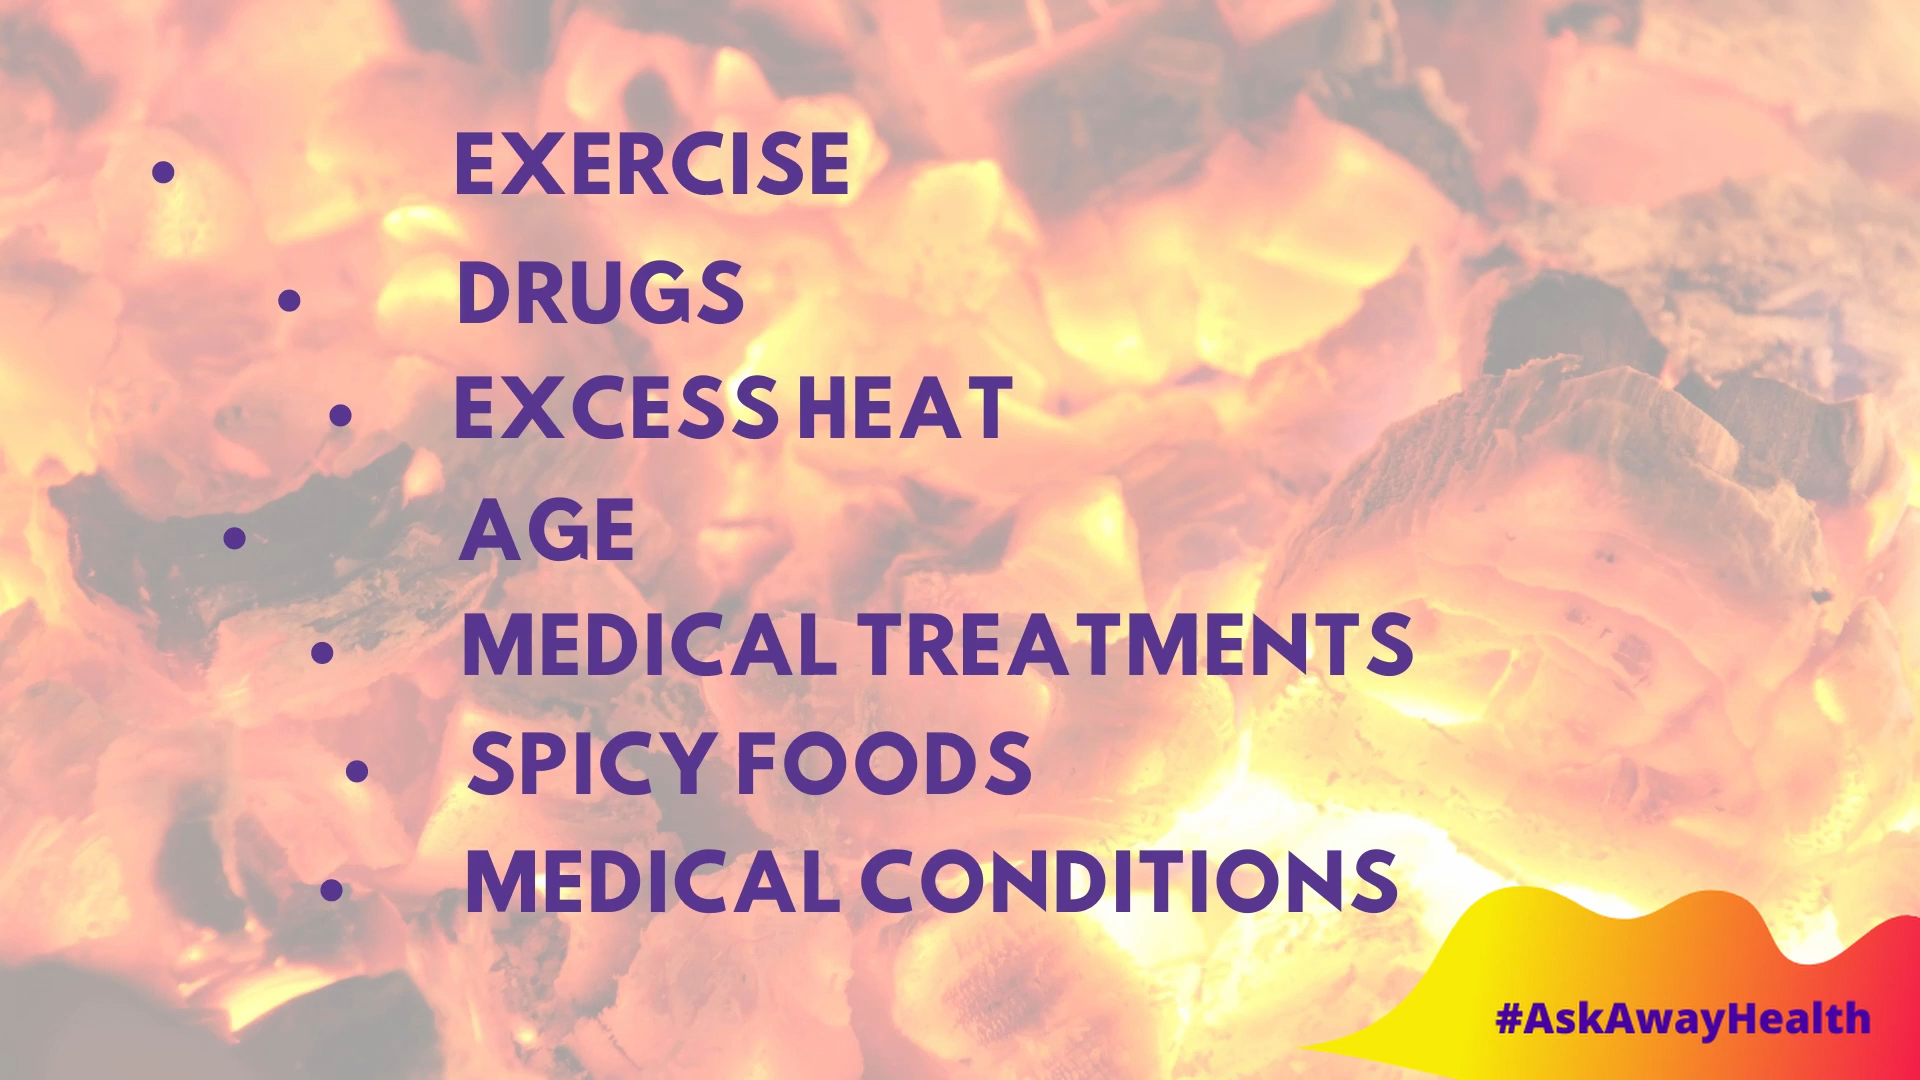 • EXERCISE
• DRUGS
• EXCESS HEAT
• AGE
• MEDICAL TREATMENTS
• SPICY FOODS
• MEDICAL CONDITIONS
#AskAwayHealth